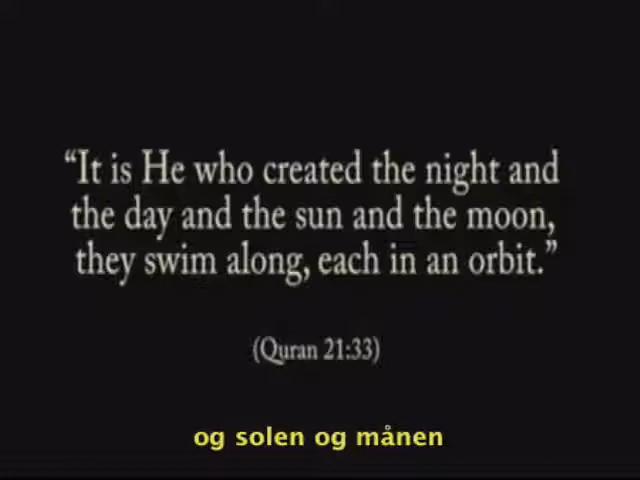 “It is He who created the night and
the day and the sun and the moon,
they swim along, each in an orbit.”
(Quran 21:33)
og solen og månen